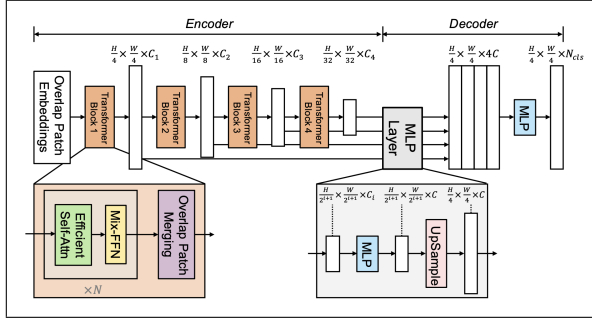 Encoder
Decoder
H/4 × W/4 × C₁
H/8 × W/8 × C₂
H/16 × W/16 × C₃
H/32 × W/32 × C₄
H/4 × W/4 × 4C
H/4 × W/4 × N_cls
Overlap Patch
Embeddings
Transformer
Block 1
Transformer
Block 2
Transformer
Block 3
Transformer
Block 4
MLP
Layer
MLP
Efficient
Self-Attn
Mix-FFN
Overlap Patch
Merging
×N
H/2^(i+1) × W/2^(i+1) × C_i
H/2^(i+1) × W/2^(i+1) × C
H/4 × W/4 × C
MLP
UpSample